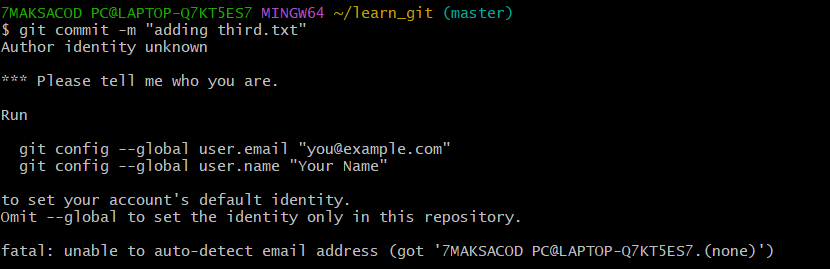 7MAKSACOD PC@LAPTOP-Q7KT5ES7 MINGW64 ~/learn_git (master)
$ git commit -m "adding third.txt"
Author identity unknown
*** Please tell me who you are.
Run
git config --global user.email "you@example.com"
git config --global user.name "Your Name"
to set your account's default identity.
Omit --global to set the identity only in this repository.
fatal: unable to auto-detect email address (got '7MAKSACOD PC@LAPTOP-Q7KT5ES7.(none)')